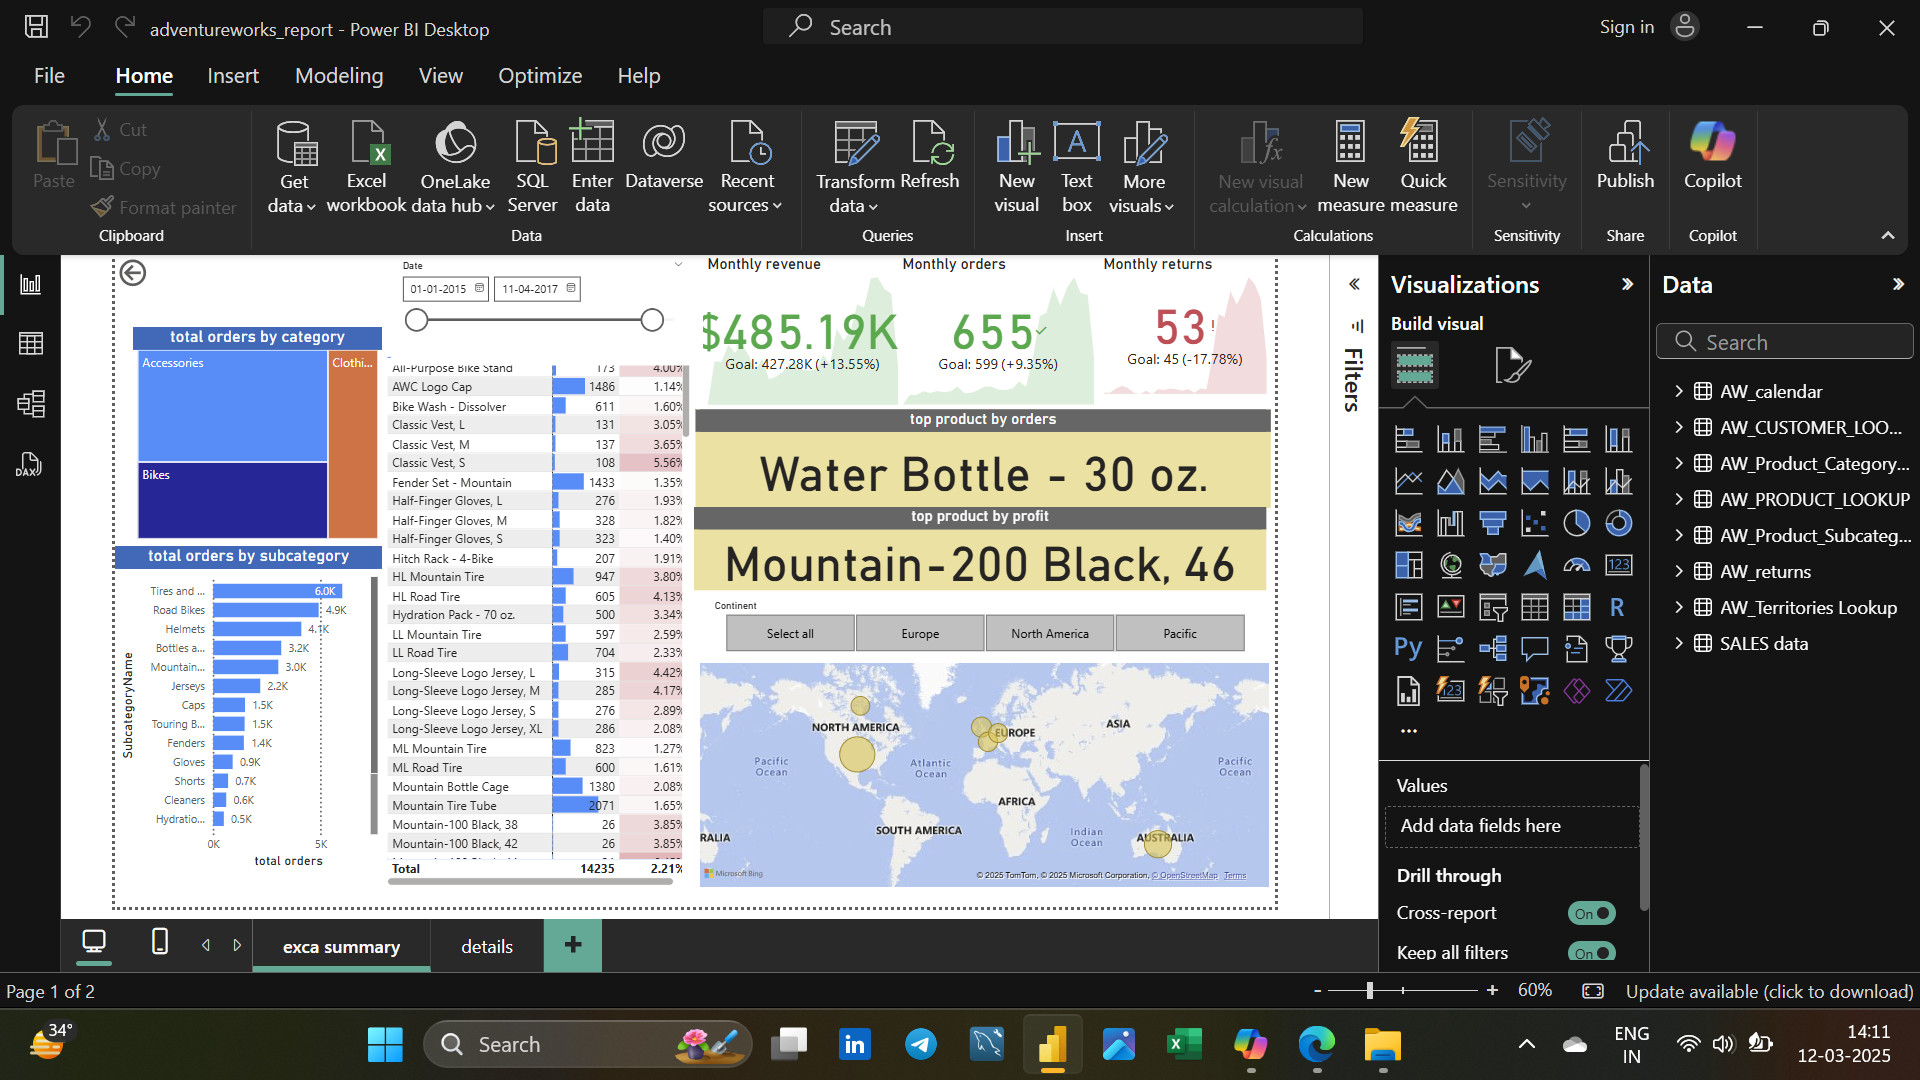 adventureworks_report - Power BI Desktop
Search
Sign in
File
Home
Insert
Modeling
View
Optimize
Help
Paste
Cut
Copy
Format painter
Clipboard
Get data
Excel workbook
OneLake data hub
SQL Server
Enter data
Dataverse
Recent sources
Data
Transform data
Refresh
Queries
New visual
Text box
More visuals
Insert
New visual calculation
New measure
Quick measure
Calculations
Sensitivity
Sensitivity
Publish
Share
Copilot
Copilot
Date
01-01-2015
11-04-2017
total orders by category
Accessories
Clothi...
Bikes
total orders by subcategory
SubcategoryName
Tires and ... 6.0K
Road Bikes 4.9K
Helmets 4.1K
Bottles a... 3.2K
Mountain... 3.0K
Jerseys 2.2K
Caps 1.5K
Touring B... 1.5K
Fenders 1.4K
Gloves 0.9K
Shorts 0.7K
Cleaners 0.6K
Hydratio... 0.5K
0K 5K
total orders
All-Purpose Bike Stand 173 4.00%
AWC Logo Cap 1486 1.14%
Bike Wash - Dissolver 611 1.60%
Classic Vest, L 131 3.05%
Classic Vest, M 137 3.65%
Classic Vest, S 108 5.56%
Fender Set - Mountain 1433 1.35%
Half-Finger Gloves, L 276 1.93%
Half-Finger Gloves, M 328 1.82%
Half-Finger Gloves, S 323 1.40%
Hitch Rack - 4-Bike 207 1.91%
HL Mountain Tire 947 3.80%
HL Road Tire 605 4.13%
Hydration Pack - 70 oz. 500 3.34%
LL Mountain Tire 597 2.59%
LL Road Tire 704 2.33%
Long-Sleeve Logo Jersey, L 315 4.42%
Long-Sleeve Logo Jersey, M 285 4.17%
Long-Sleeve Logo Jersey, S 276 2.89%
Long-Sleeve Logo Jersey, XL 286 2.08%
ML Mountain Tire 823 1.27%
ML Road Tire 600 1.61%
Mountain Bottle Cage 1380 2.08%
Mountain Tire Tube 2071 1.65%
Mountain-100 Black, 38 26 3.85%
Mountain-100 Black, 42 26 3.85%
Total 14235 2.21%
Monthly revenue
$485.19K
Goal: 427.28K (+13.55%)
Monthly orders
655
Goal: 599 (+9.35%)
Monthly returns
53!
Goal: 45 (-17.78%)
top product by orders
Water Bottle - 30 oz.
top product by profit
Mountain-200 Black, 46
Continent
Select all
Europe
North America
Pacific
NORTH AMERICA
EUROPE
ASIA
Pacific Ocean
Atlantic Ocean
Pacific Ocean
AFRICA
SOUTH AMERICA
Indian Ocean
RALIA
AUSTRALIA
Microsoft Bing
© 2025 TomTom, © 2025 Microsoft Corporation, © OpenStreetMap Terms
Filters
Visualizations
Build visual
123
R
Py
123
...
Values
Add data fields here
Drill through
Cross-report
On
Keep all filters
On
Data
Search
AW_calendar
AW_CUSTOMER_LOO...
AW_Product_Category...
AW_PRODUCT_LOOKUP
AW_Product_Subcateg...
AW_returns
AW_Territories Lookup
SALES data
DAX
exca summary
details
+
Page 1 of 2
- + 60%
Update available (click to download)
34°
Search
ENG
IN
14:11
12-03-2025